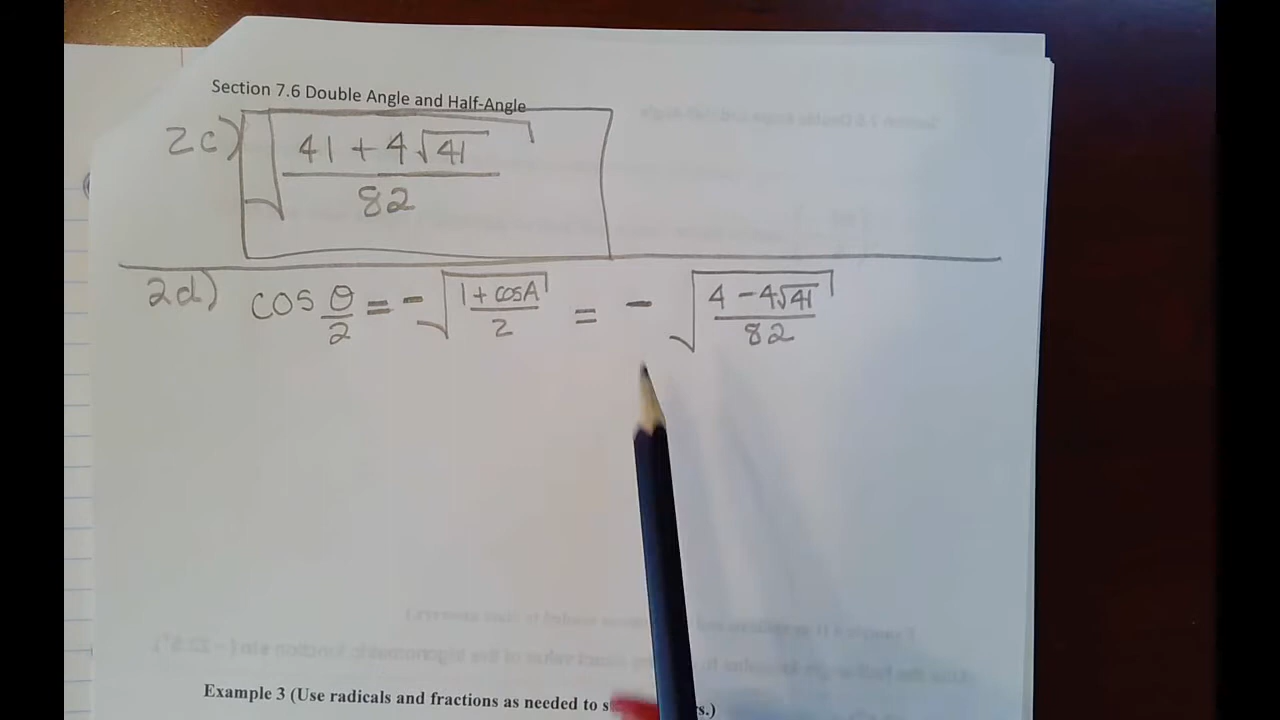 Section 7.6 Double Angle and Half-Angle
2c) √((41 + 4√41)/82)
2d) cos θ/2 = -√((1 + cosA)/2) = -√((4 - 4√41)/82)
Example 3 (Use radicals and fractions as needed to